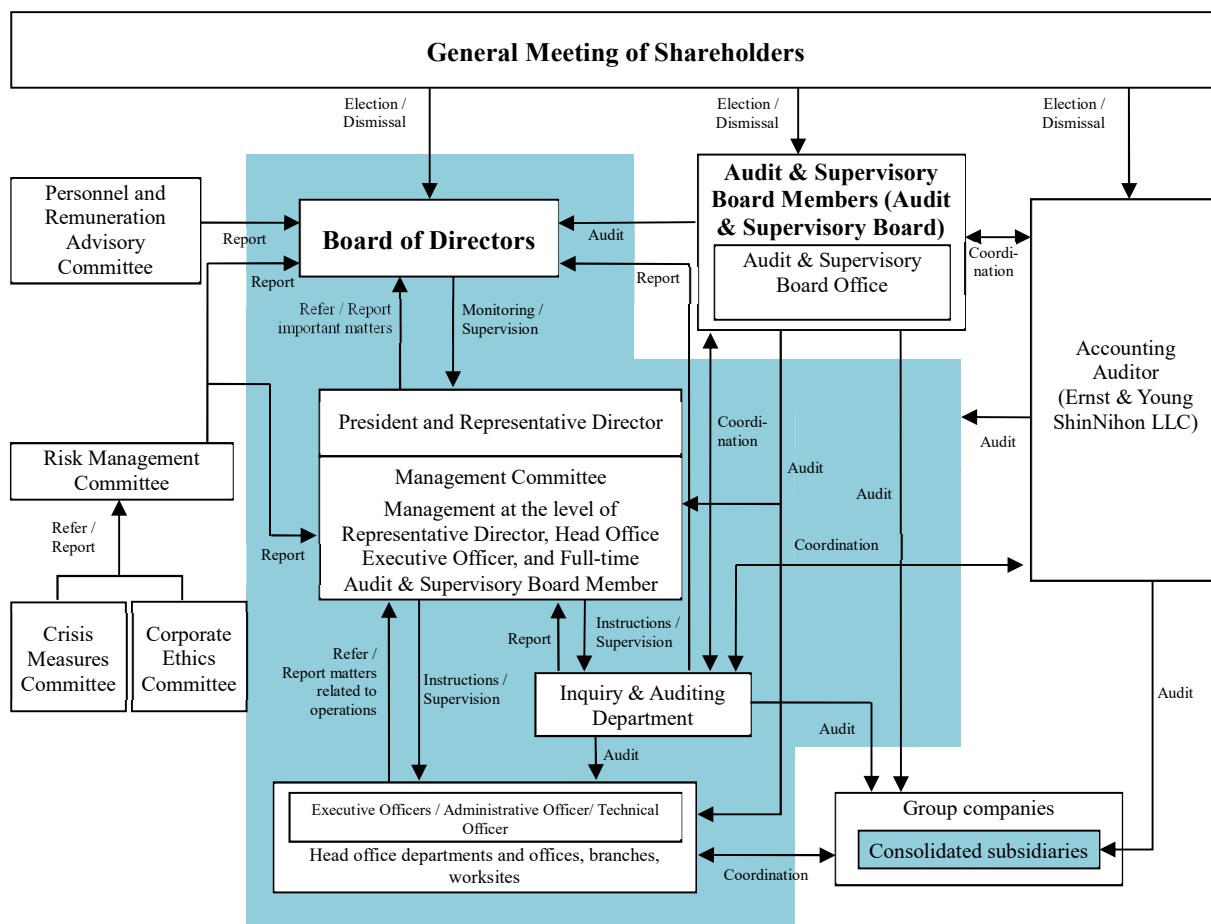 General Meeting of Shareholders
Election /
Dismissal
Election /
Dismissal
Election /
Dismissal
Personnel and
Remuneration
Advisory
Committee
Report
Report
Board of Directors
Audit
Report
Audit & Supervisory
Board Members (Audit
& Supervisory Board)
Audit & Supervisory
Board Office
Coordi-
nation
Refer / Report
important matters
Monitoring /
Supervision
Accounting
Auditor
(Ernst & Young
ShinNihon LLC)
Audit
President and Representative Director
Coordi-
nation
Audit
Audit
Risk Management
Committee
Refer /
Report
Report
Management Committee
Management at the level of
Representative Director, Head Office
Executive Officer, and Full-time
Audit & Supervisory Board Member
Coordination
Crisis
Measures
Committee
Corporate
Ethics
Committee
Refer /
Report matters
related to
operations
Instructions /
Supervision
Report
Instructions /
Supervision
Inquiry & Auditing
Department
Audit
Audit
Audit
Executive Officers / Administrative Officer/ Technical
Officer
Head office departments and offices, branches,
worksites
Coordination
Group companies
Consolidated subsidiaries